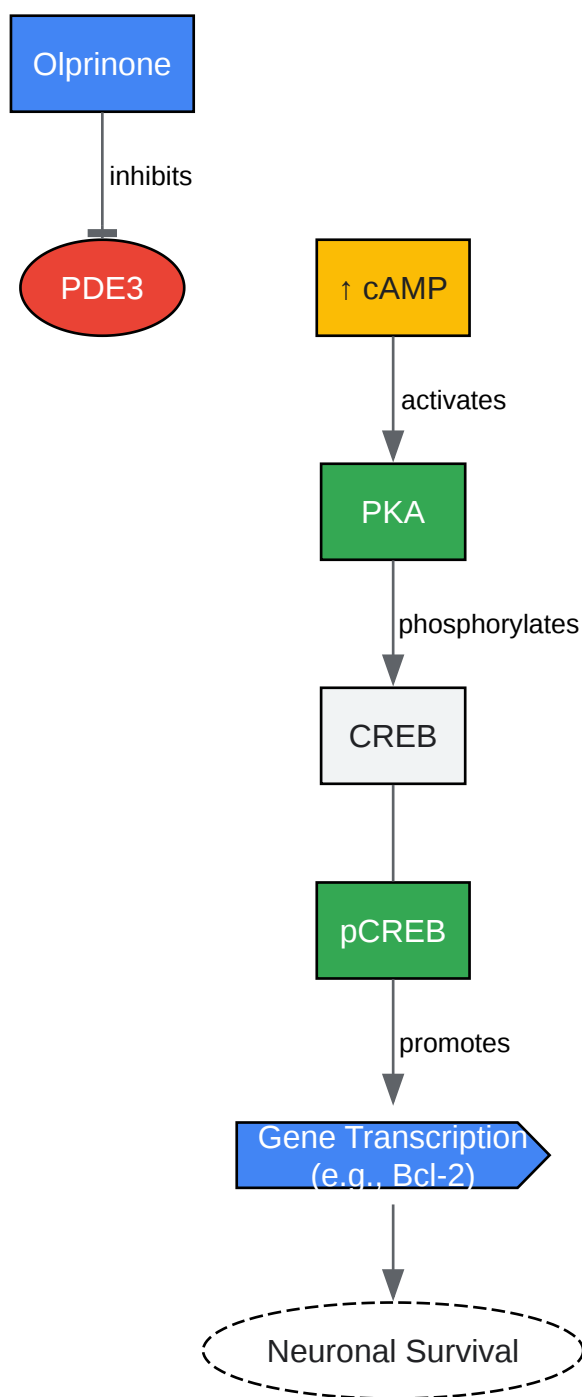 Olprinone
inhibits
PDE3
↑ cAMP
activates
PKA
phosphorylates
CREB
pCREB
promotes
Gene Transcription
(e.g., Bcl-2)
Neuronal Survival